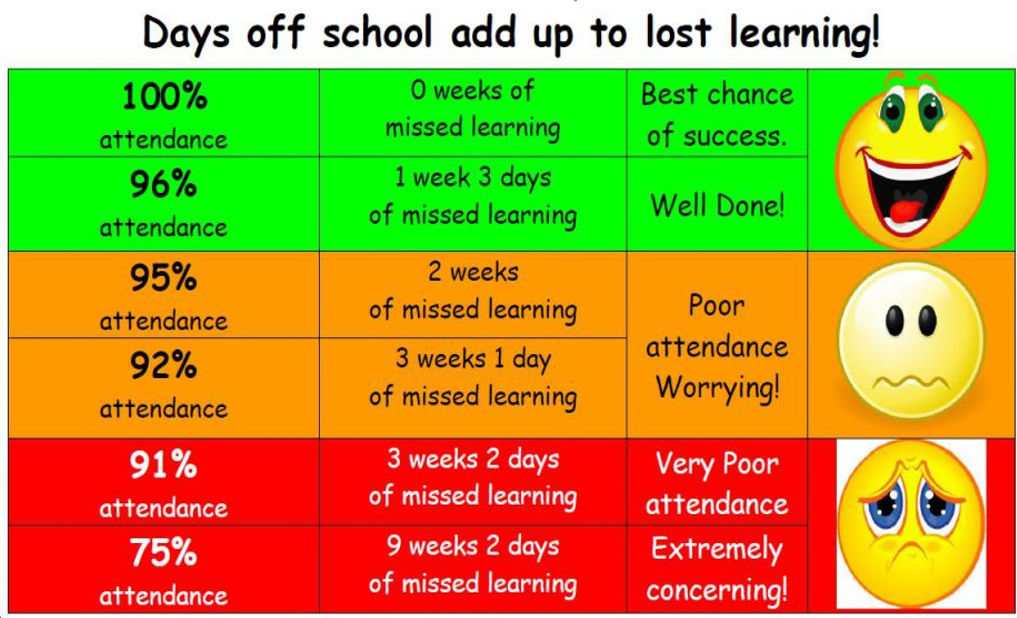 Days off school add up to lost learning!
100%
attendance
0 weeks of
missed learning
Best chance
of success.
96%
attendance
1 week 3 days
of missed learning
Well Done!
95%
attendance
2 weeks
of missed learning
Poor
attendance
Worrying!
92%
attendance
3 weeks 1 day
of missed learning
91%
attendance
3 weeks 2 days
of missed learning
Very Poor
attendance
75%
attendance
9 weeks 2 days
of missed learning
Extremely
concerning!